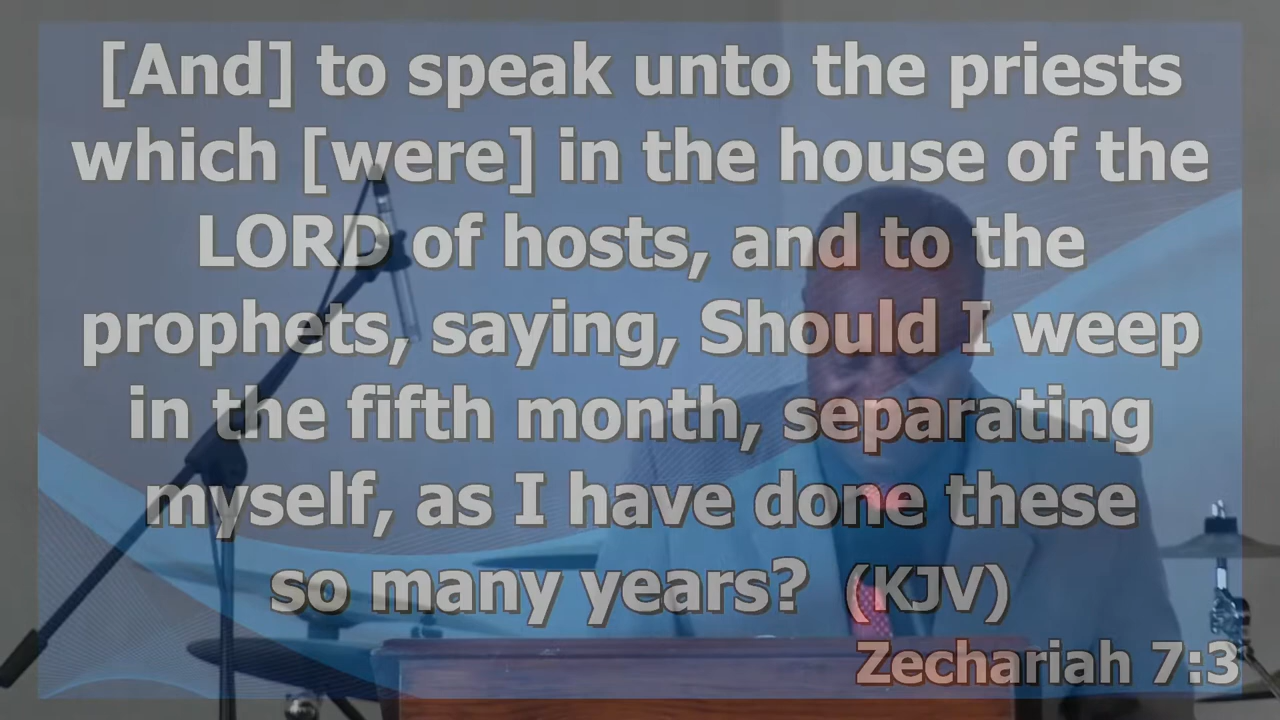 [And] to speak unto the priests
which [were] in the house of the
LORD of hosts, and to the
prophets, saying, Should I weep
in the fifth month, separating
myself, as I have done these
so many years? (KJV)
Zechariah 7:3